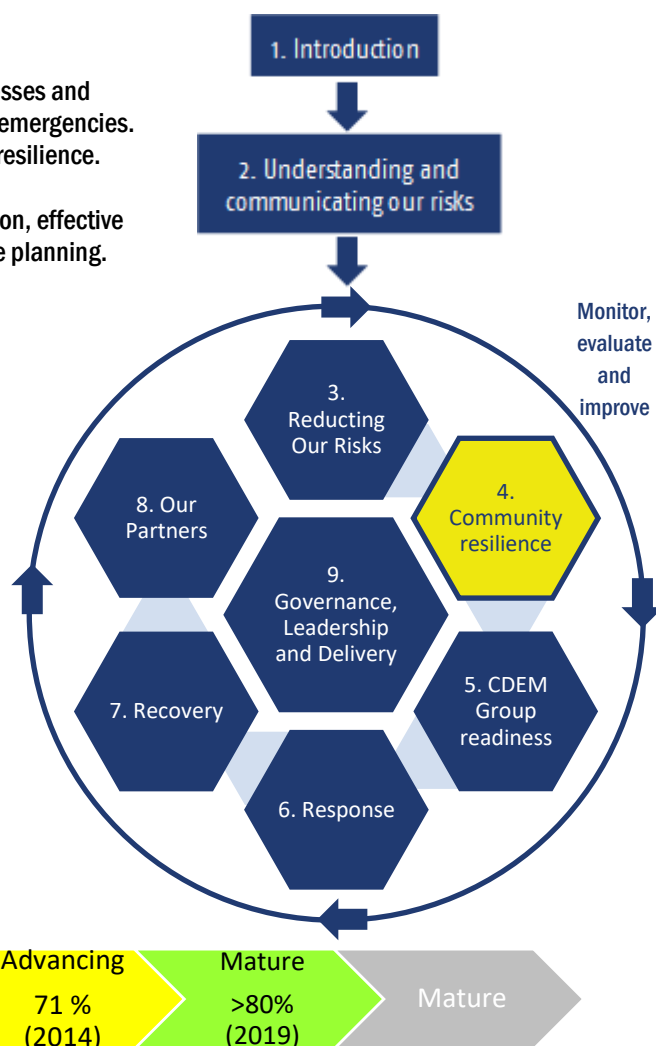 1. Introduction
sses and
emergencies.
resilience.
2. Understanding and
communicating our risks
on, effective
e planning.
Monitor,
evaluate
and
improve
3.
Reducting
Our Risks
4.
Community
resilience
8. Our
Partners
9.
Governance,
Leadership
and Delivery
5. CDEM
Group
readiness
7. Recovery
6. Response
Advancing
71 %
(2014)
Mature
>80%
(2019)
Mature